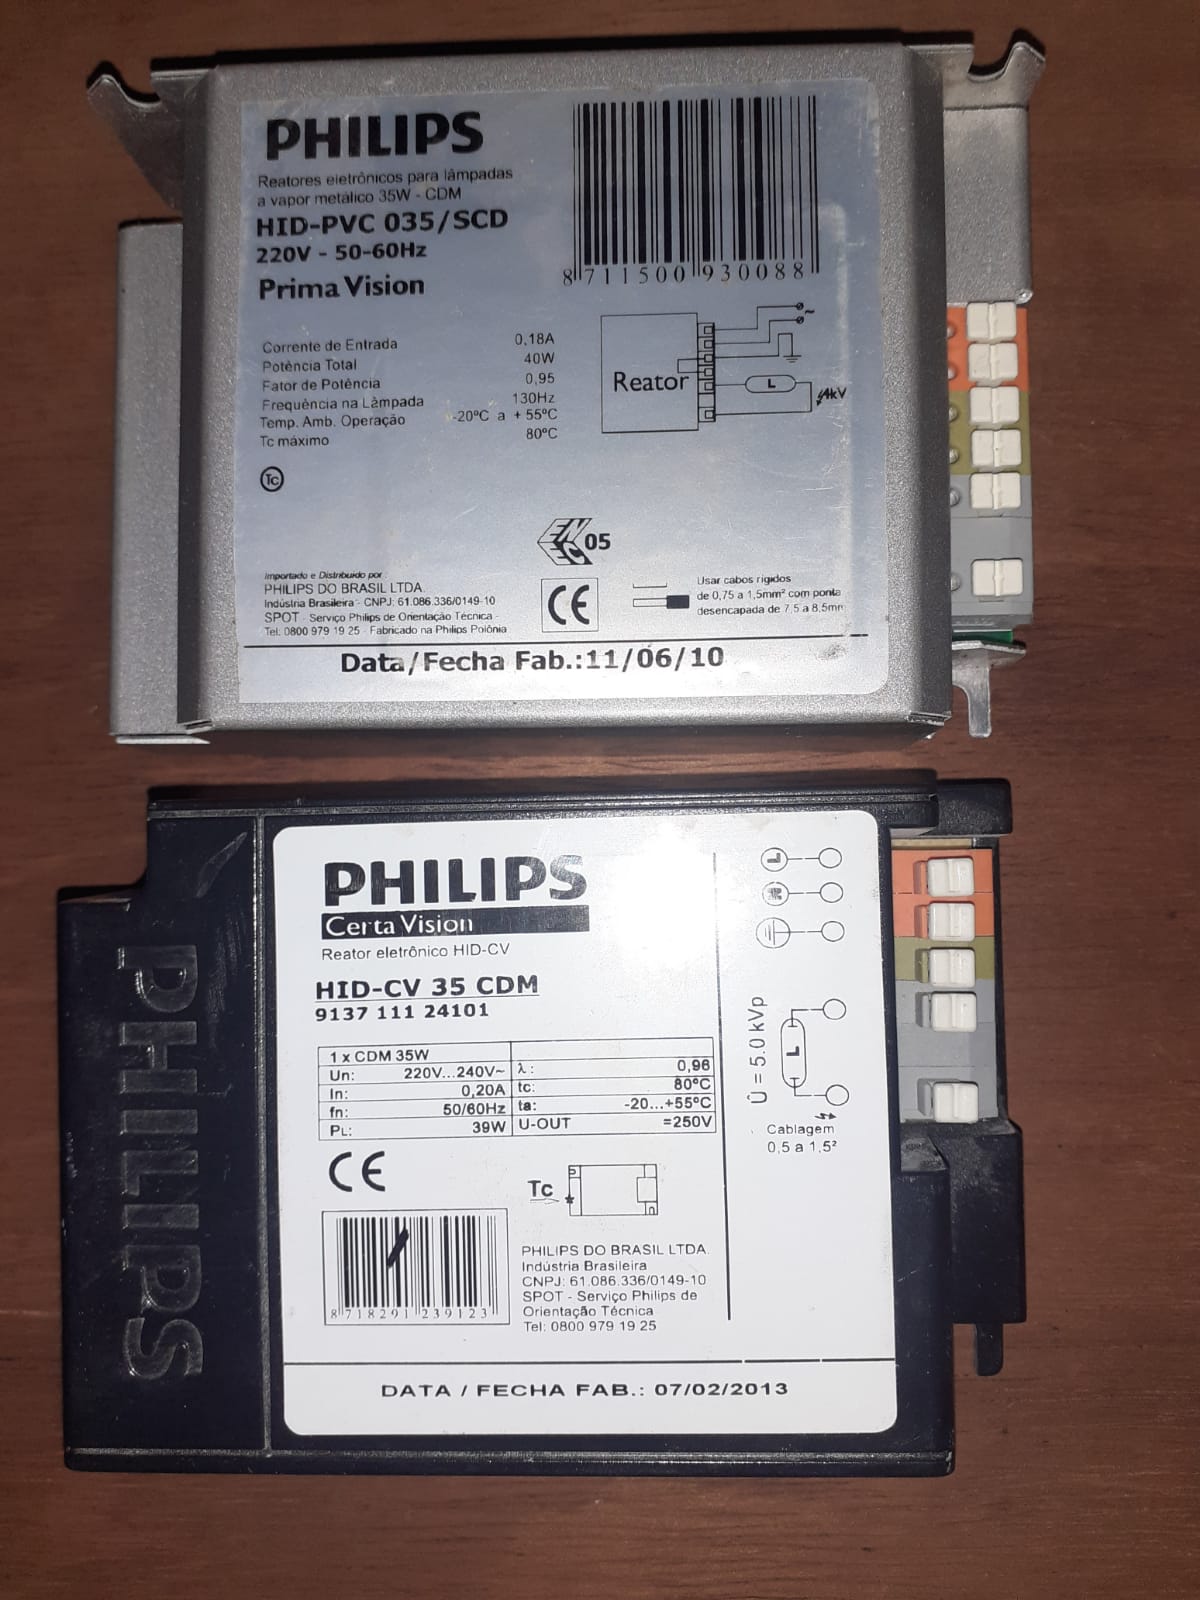 PHILIPS
Reatores eletrônicos para lâmpadas
a vapor metálico 35W - CDM
HID-PVC 035/SCD
220V - 50-60Hz
Prima Vision
8 711500 930088
Corrente de Entrada 0,18A
Potência Total 40W
Fator de Potência 0,95
Frequência na Lâmpada 130Hz
Temp. Amb. Operação -20ºC a + 55ºC
Tc máximo 80ºC
Tc
Reator
L
4kV
~
ENEC 05
CE
Importado e Distribuído por
PHILIPS DO BRASIL LTDA.
Indústria Brasileira - CNPJ: 61.086.336/0149-10
SPOT - Serviço Philips de Orientação Técnica -
Tel: 0800 979 19 25 - Fabricado na Philips Polônia
Usar cabos rígidos
de 0,75 a 1,5mm² com ponta
desencapada de 7,5 a 8,5mm
Data/Fecha Fab.:11/06/10
PHILIPS
PHILIPS
Certa Vision
Reator eletrônico HID-CV
HID-CV 35 CDM
9137 111 24101
1 x CDM 35W
Un: 220V...240V~ λ: 0,96
In: 0,20A tc: 80ºC
fn: 50/60Hz ta: -20...+55ºC
PL: 39W U-OUT =250V
CE
Tc
8 718291 239123
PHILIPS DO BRASIL LTDA.
Indústria Brasileira
CNPJ: 61.086.336/0149-10
SPOT - Serviço Philips de
Orientação Técnica
Tel: 0800 979 19 25
L
N
Û = 5.0 kVp
L
Cablagem
0,5 a 1,5²
DATA / FECHA FAB.: 07/02/2013